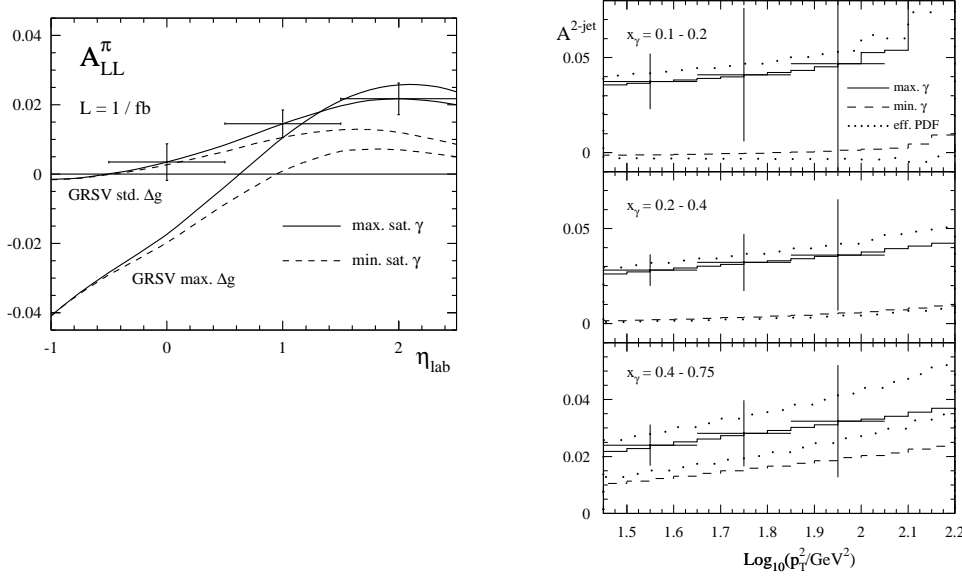 A_LL^π
L = 1 / fb
GRSV std. Δg
GRSV max. Δg
max. sat. γ
min. sat. γ
0.04
0.02
0
-0.02
-0.04
-1
0
1
2
η_lab
A^2-jet
x_γ = 0.1 - 0.2
max. γ
min. γ
eff. PDF
0.05
0
x_γ = 0.2 - 0.4
0.05
0
x_γ = 0.4 - 0.75
0.04
0.02
0
1.5 1.6 1.7 1.8 1.9 2 2.1 2.2
Log_10(p_T^2/GeV^2)